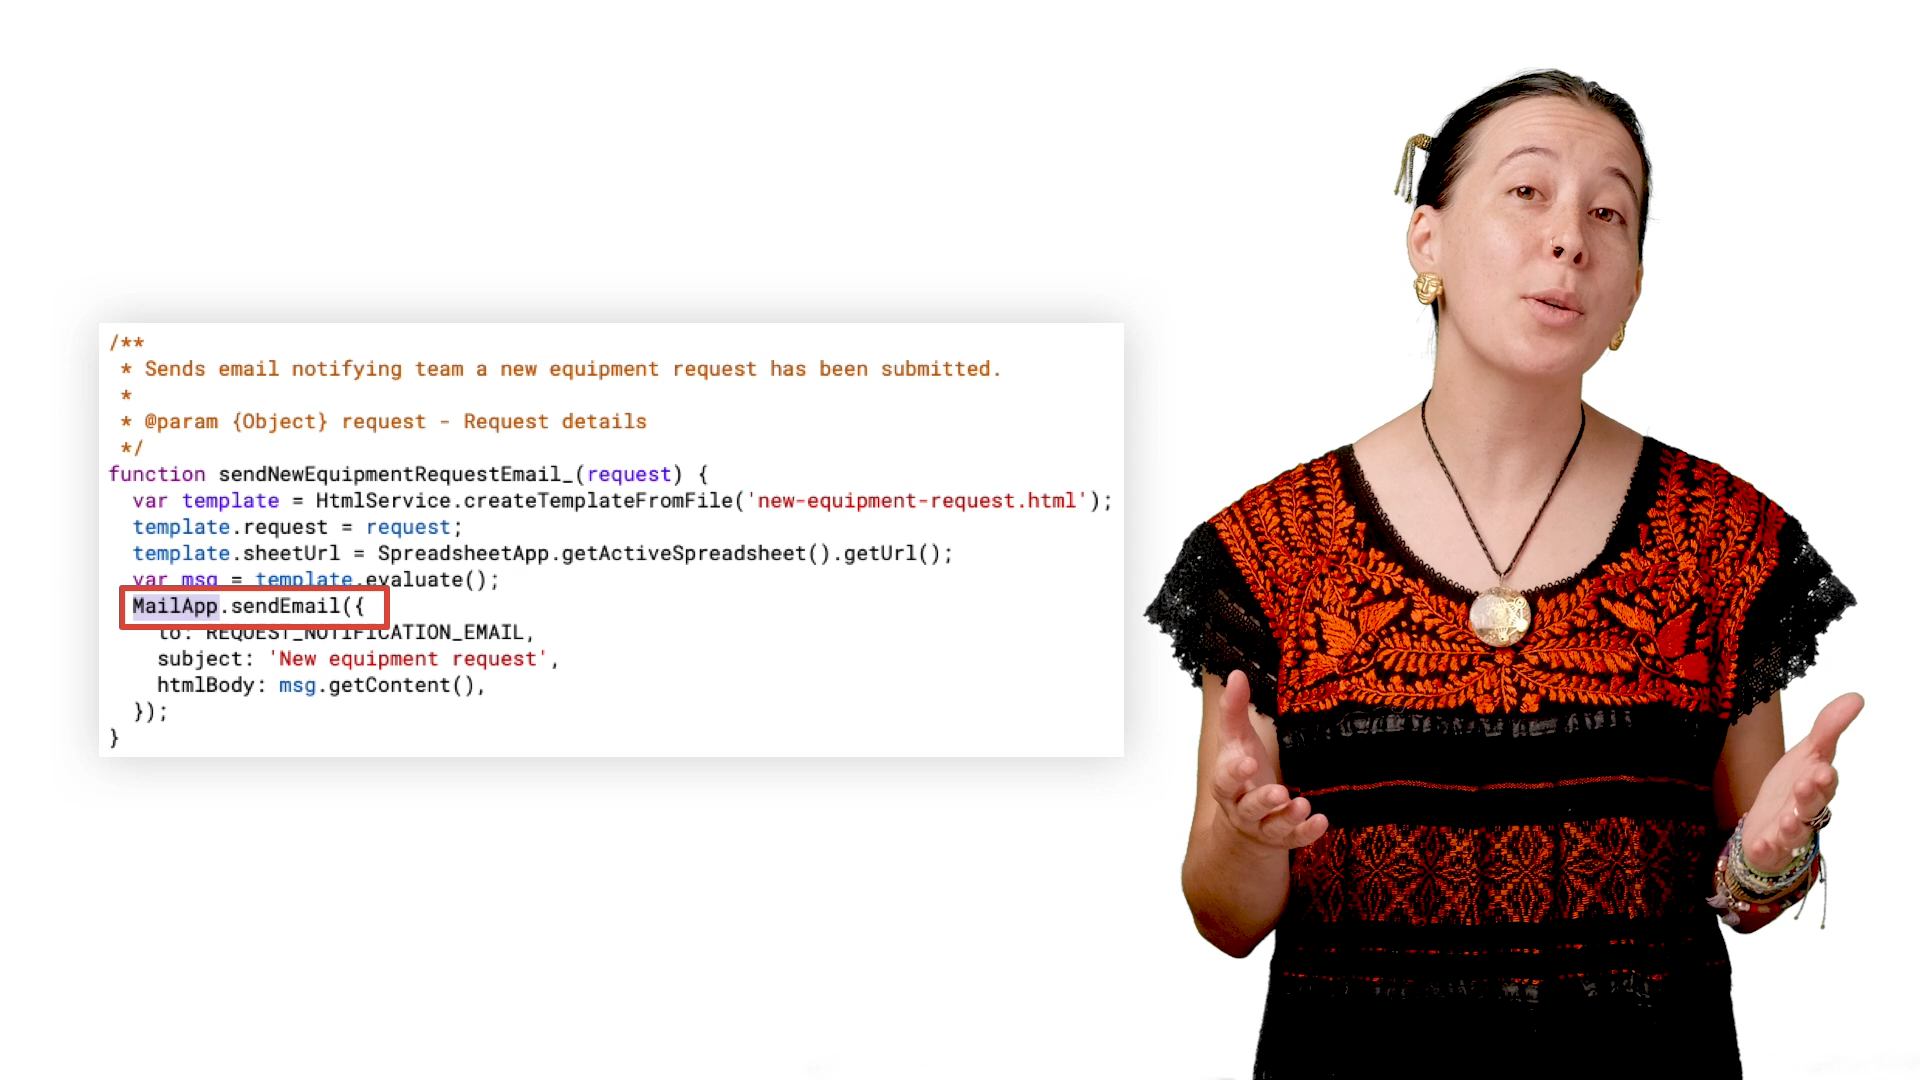 /**
* Sends email notifying team a new equipment request has been submitted.
*
* @param {Object} request - Request details
*/
function sendNewEquipmentRequestEmail_(request) {
var template = HtmlService.createTemplateFromFile('new-equipment-request.html');
template.request = request;
template.sheetUrl = SpreadsheetApp.getActiveSpreadsheet().getUrl();
var msg = template.evaluate();
MailApp.sendEmail({
to: REQUEST_NOTIFICATION_EMAIL,
subject: 'New equipment request',
htmlBody: msg.getContent(),
});
}